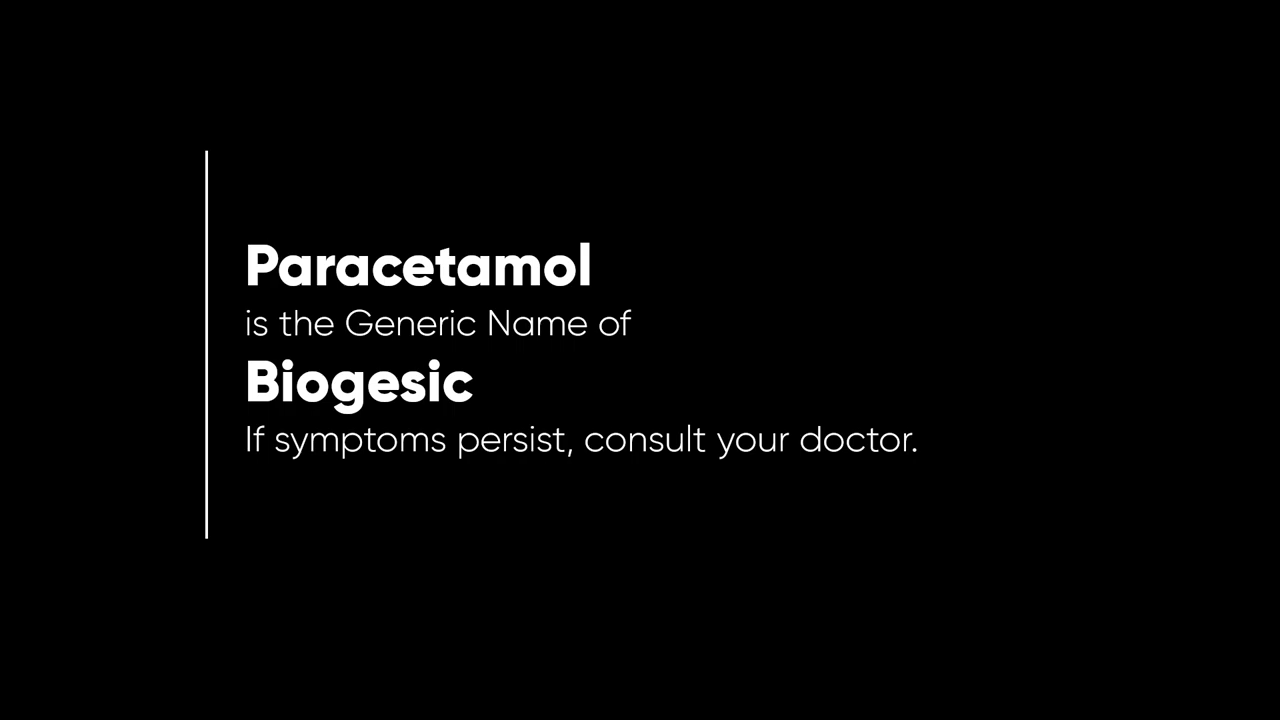 Paracetamol
is the Generic Name of
Biogesic
If symptoms persist, consult your doctor.